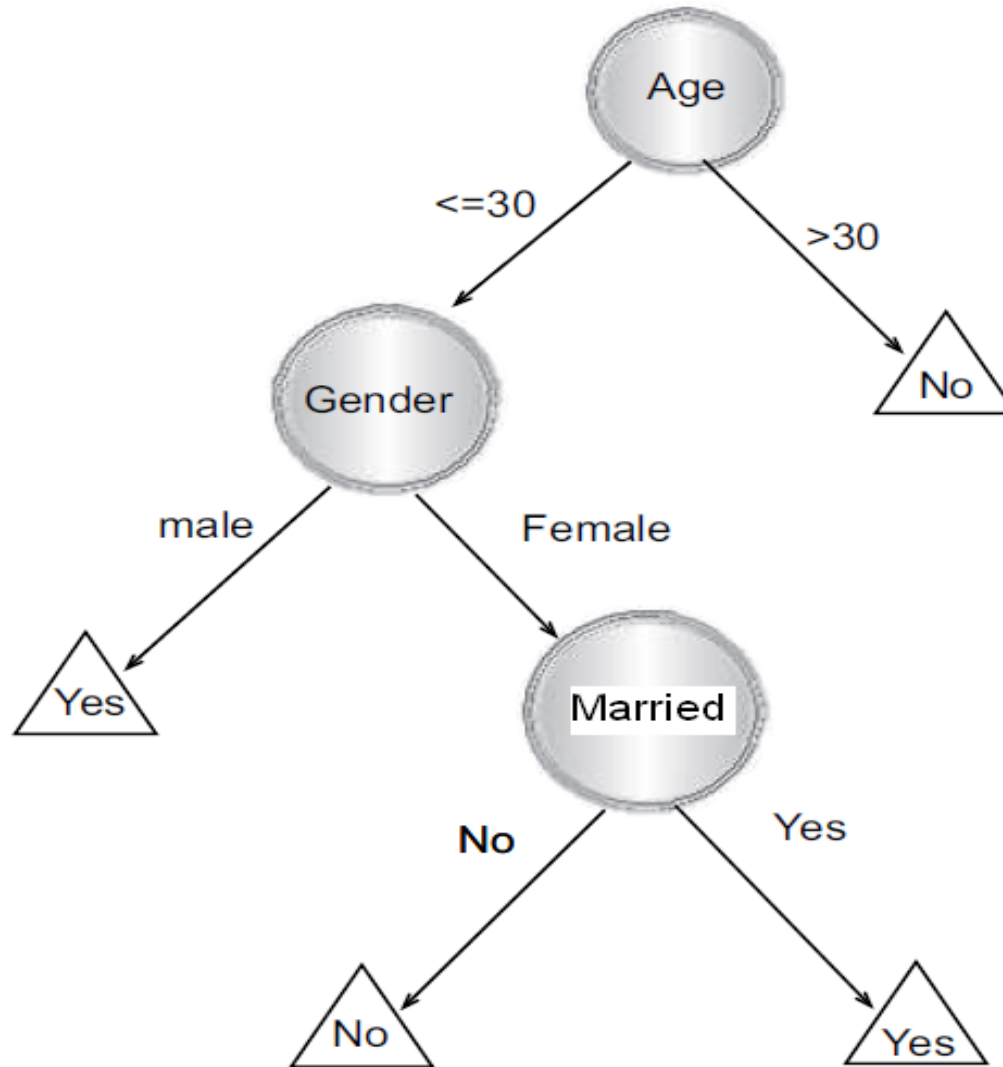 Age
<=30
>30
Gender
No
male
Female
Yes
Married
No
Yes
No
Yes